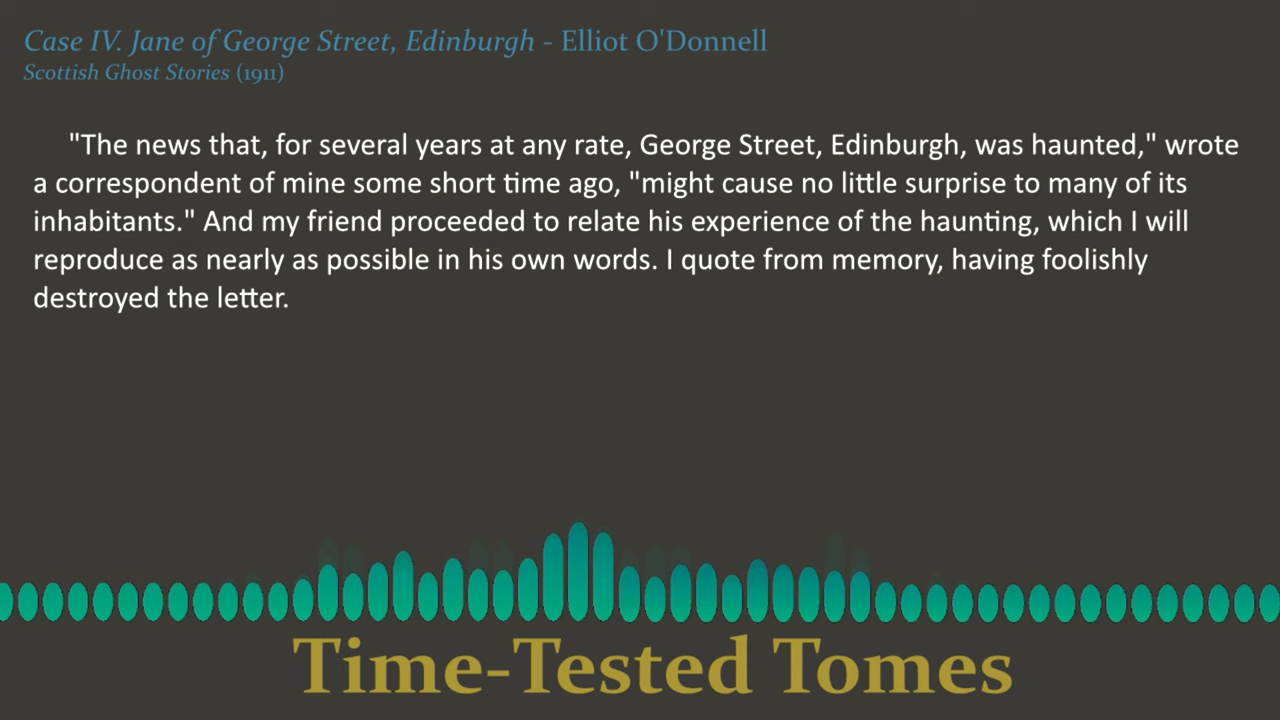 Case IV. Jane of George Street, Edinburgh - Elliot O'Donnell
Scottish Ghost Stories (1911)
"The news that, for several years at any rate, George Street, Edinburgh, was haunted," wrote
a correspondent of mine some short time ago, "might cause no little surprise to many of its
inhabitants." And my friend proceeded to relate his experience of the haunting, which I will
reproduce as nearly as possible in his own words. I quote from memory, having foolishly
destroyed the letter.
Time-Tested Tomes